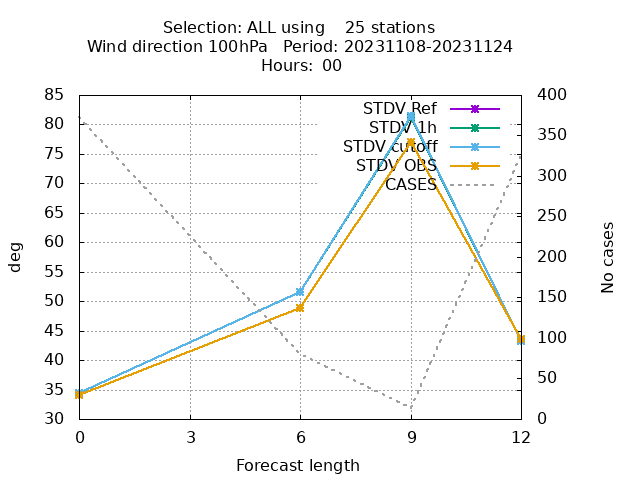 Selection: ALL using    25 stations
Wind direction 100hPa   Period: 20231108-20231124
Hours: 00
85
80
75
70
65
60
55
50
45
40
35
30
400
350
300
250
200
150
100
50
0
deg
No cases
STDV Ref
STDV 1h
STDV cutoff
STDV OBS
CASES
0 3 6 9 12
Forecast length